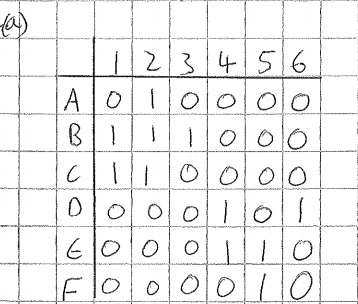 (a)
1 2 3 4 5 6
A 0 1 0 0 0 0
B 1 1 1 0 0 0
C 1 1 0 0 0 0
D 0 0 0 1 0 1
E 0 0 0 1 1 0
F 0 0 0 0 1 0